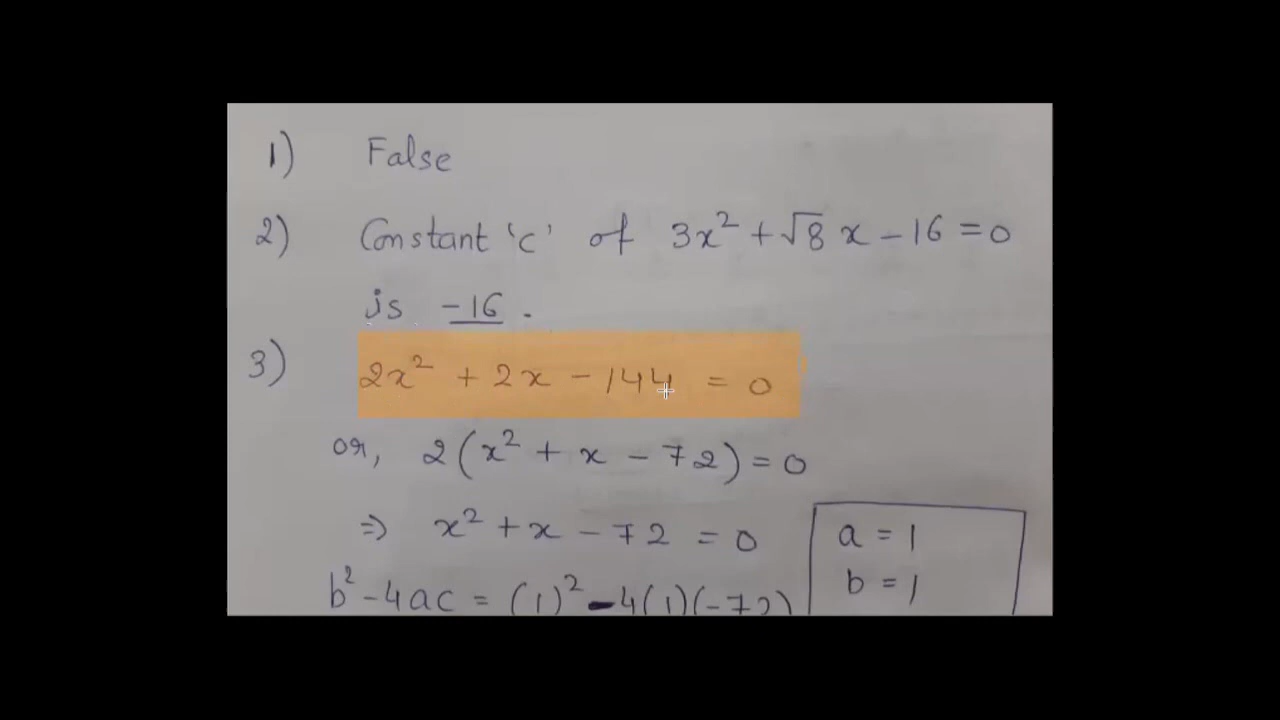 1) False
2) Constant 'c' of 3x² + √8 x - 16 = 0
is -16 .
3) 2x² + 2x - 144 = 0
or, 2(x² + x - 72) = 0
⇒ x² + x - 72 = 0
a = 1
b = 1
b² - 4ac = (1)² - 4(1)(-72)